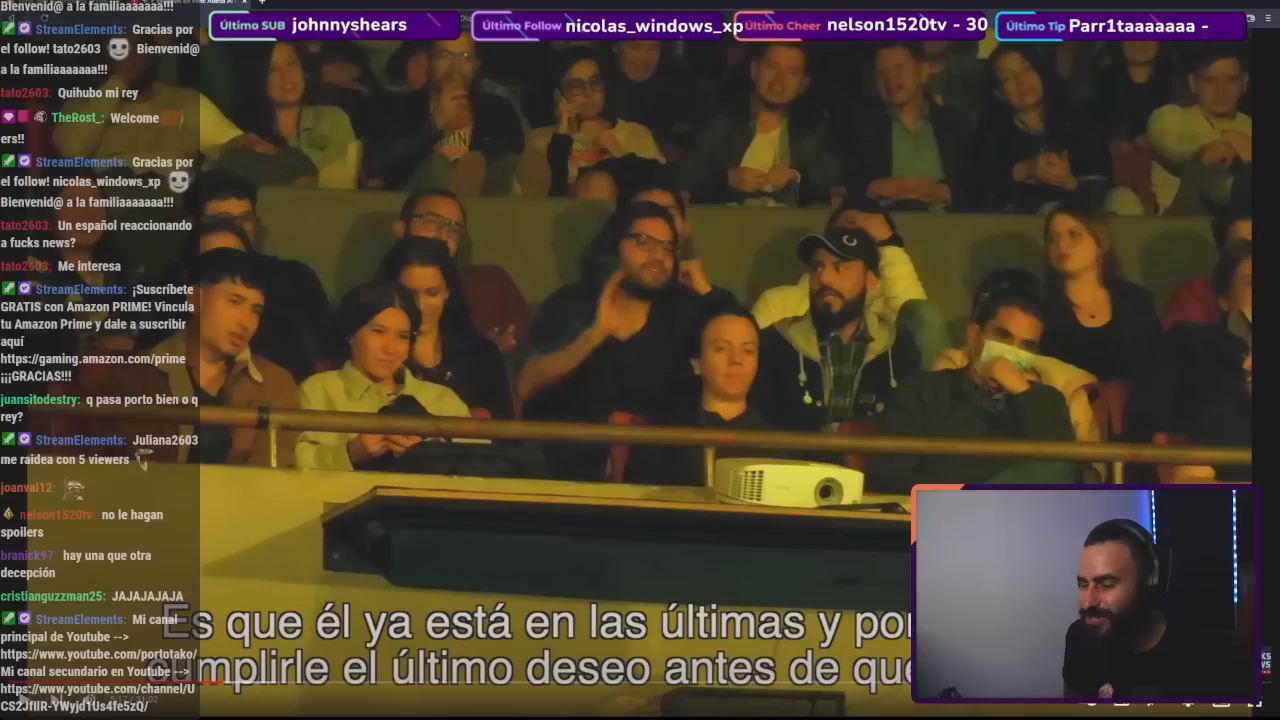 Bienvenid@ a la familiaaaaaaa!!!
StreamElements: Gracias por
el follow! tato2603 Bienvenid@
a la familiaaaaaaa!!!
tato2603: Quihubo mi rey
TheRost_: Welcome
ers!!
StreamElements: Gracias por
el follow! nicolas_windows_xp
Bienvenid@ a la familiaaaaaaa!!!
tato2603: Un español reaccionando
a fucks news?
tato2603: Me interesa
StreamElements: ¡Suscríbete
GRATIS con Amazon PRIME! Vincula
tu Amazon Prime y dale a suscribir
aquí
https://gaming.amazon.com/prime
¡¡¡GRACIAS!!!
juansitodestry: q pasa porto bien o q
rey?
StreamElements: Juliana2603
me raidea con 5 viewers
joanval12:
nelson1520tv: no le hagan
spoilers
branick97: hay una que otra
decepción
cristianguzzman25: JAJAJAJAJA
StreamElements: Mi canal
principal de Youtube -->
https://www.youtube.com/portotako/
Mi canal secundario en Youtube -->
https://www.youtube.com/channel/U
Último SUB johnnyshears
Último Follow nicolas_windows_xp
Último Cheer nelson1520tv - 30
Último Tip Parr1taaaaaaa -
Es que él ya está en las últimas y por
cumplirle el último deseo antes de que